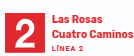 2
Las Rosas
Cuatro Caminos
LÍNEA 2